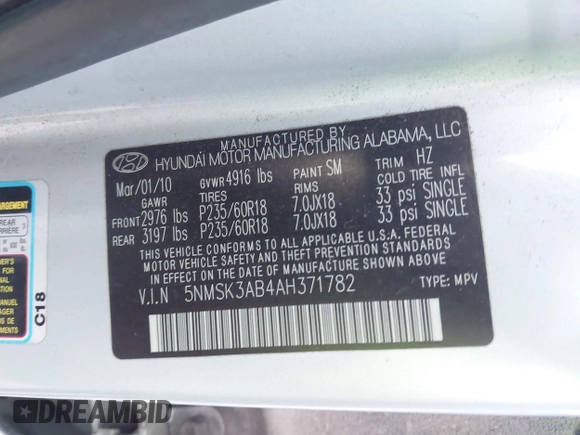 MANUFACTURED BY
HYUNDAI MOTOR MANUFACTURING ALABAMA, LLC
Mar/01/10 GVWR 4916 lbs PAINT SM TRIM HZ
GAWR TIRES RIMS COLD TIRE INFL
FRONT 2976 lbs P235/60R18 7.0JX18 33 psi SINGLE
REAR 3197 lbs P235/60R18 7.0JX18 33 psi SINGLE
THIS VEHICLE CONFORMS TO ALL APPLICABLE U.S.A. FEDERAL
MOTOR VEHICLE SAFETY AND THEFT PREVENTION STANDARDS
IN EFFECT ON THE DATE OF MANUFACTURE SHOWN ABOVE.
V.I.N 5NMSK3AB4AH371782 TYPE: MPV
REAR
C18
DREAMBID